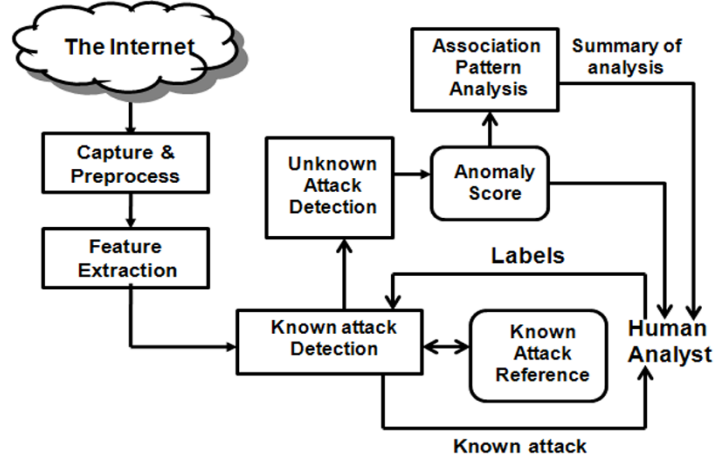 The Internet
Association
Pattern
Analysis
Summary of
analysis
Capture &
Preprocess
Unknown
Attack
Detection
Anomaly
Score
Feature
Extraction
Labels
Known attack
Detection
Known
Attack
Reference
Human
Analyst
Known attack